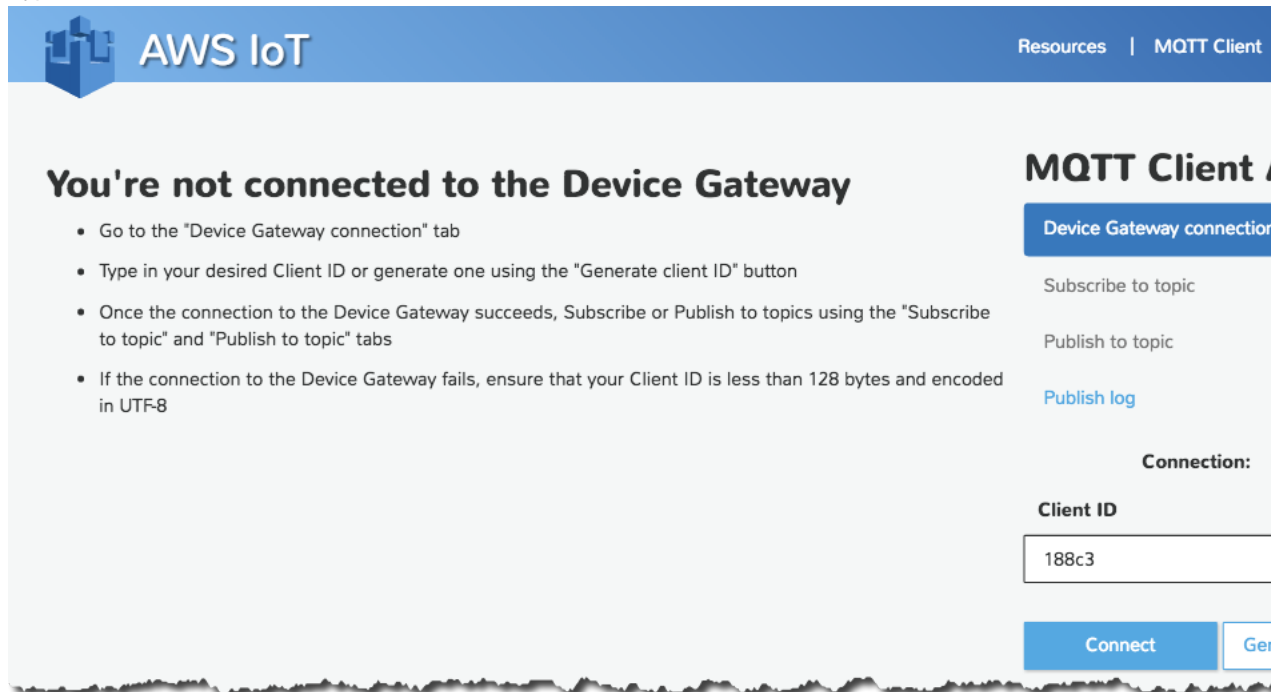 AWS IoT
Resources | MQTT Client
You're not connected to the Device Gateway
• Go to the "Device Gateway connection" tab
• Type in your desired Client ID or generate one using the "Generate client ID" button
• Once the connection to the Device Gateway succeeds, Subscribe or Publish to topics using the "Subscribe
to topic" and "Publish to topic" tabs
• If the connection to the Device Gateway fails, ensure that your Client ID is less than 128 bytes and encoded
in UTF-8
MQTT Client
Device Gateway connection
Subscribe to topic
Publish to topic
Publish log
Connection:
Client ID
188c3
Connect